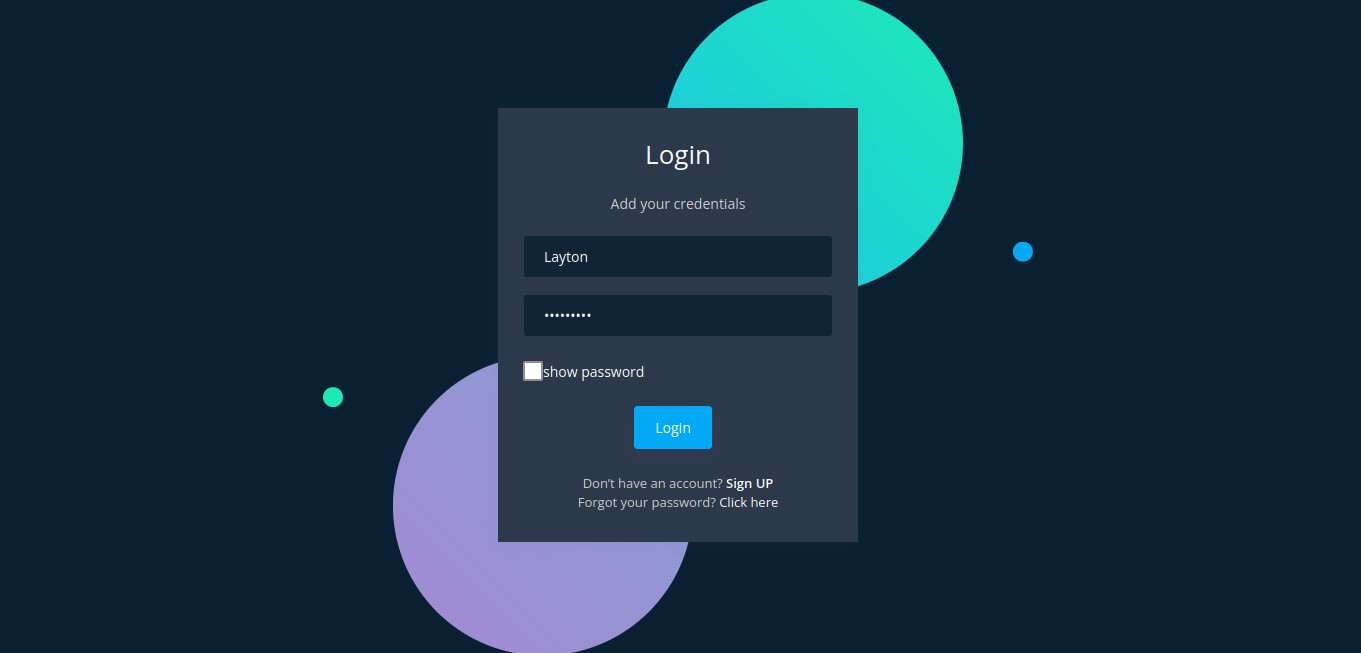 Login
Add your credentials
Layton
•••••••••
show password
Login
Don’t have an account? Sign UP
Forgot your password? Click here